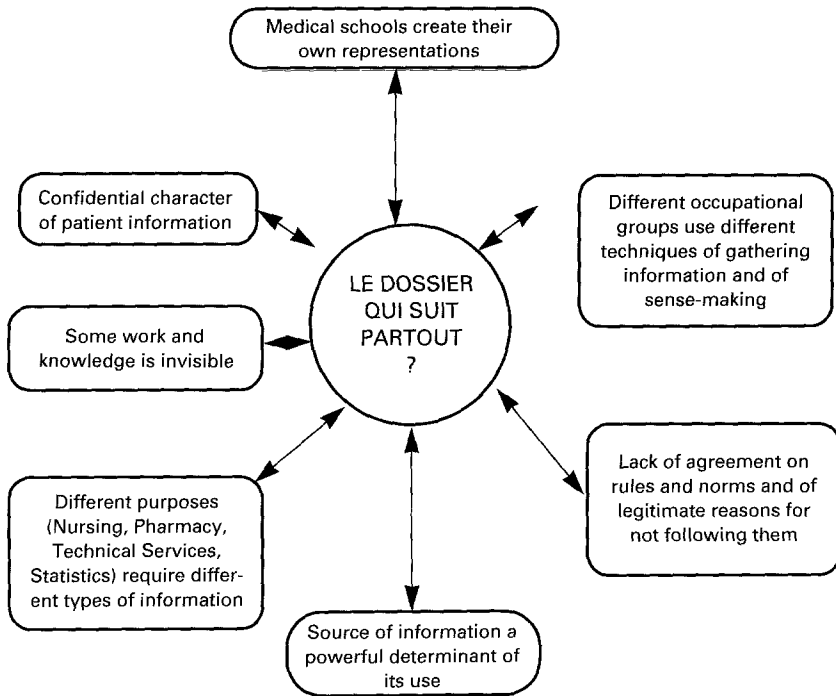 Medical schools create their
own representations
Confidential character
of patient information
Different occupational
groups use different
techniques of gathering
information and of
sense-making
LE DOSSIER
QUI SUIT
PARTOUT
?
Some work and
knowledge is invisible
Different purposes
(Nursing, Pharmacy,
Technical Services,
Statistics) require differ-
ent types of information
Lack of agreement on
rules and norms and of
legitimate reasons for
not following them
Source of information a
powerful determinant of
its use